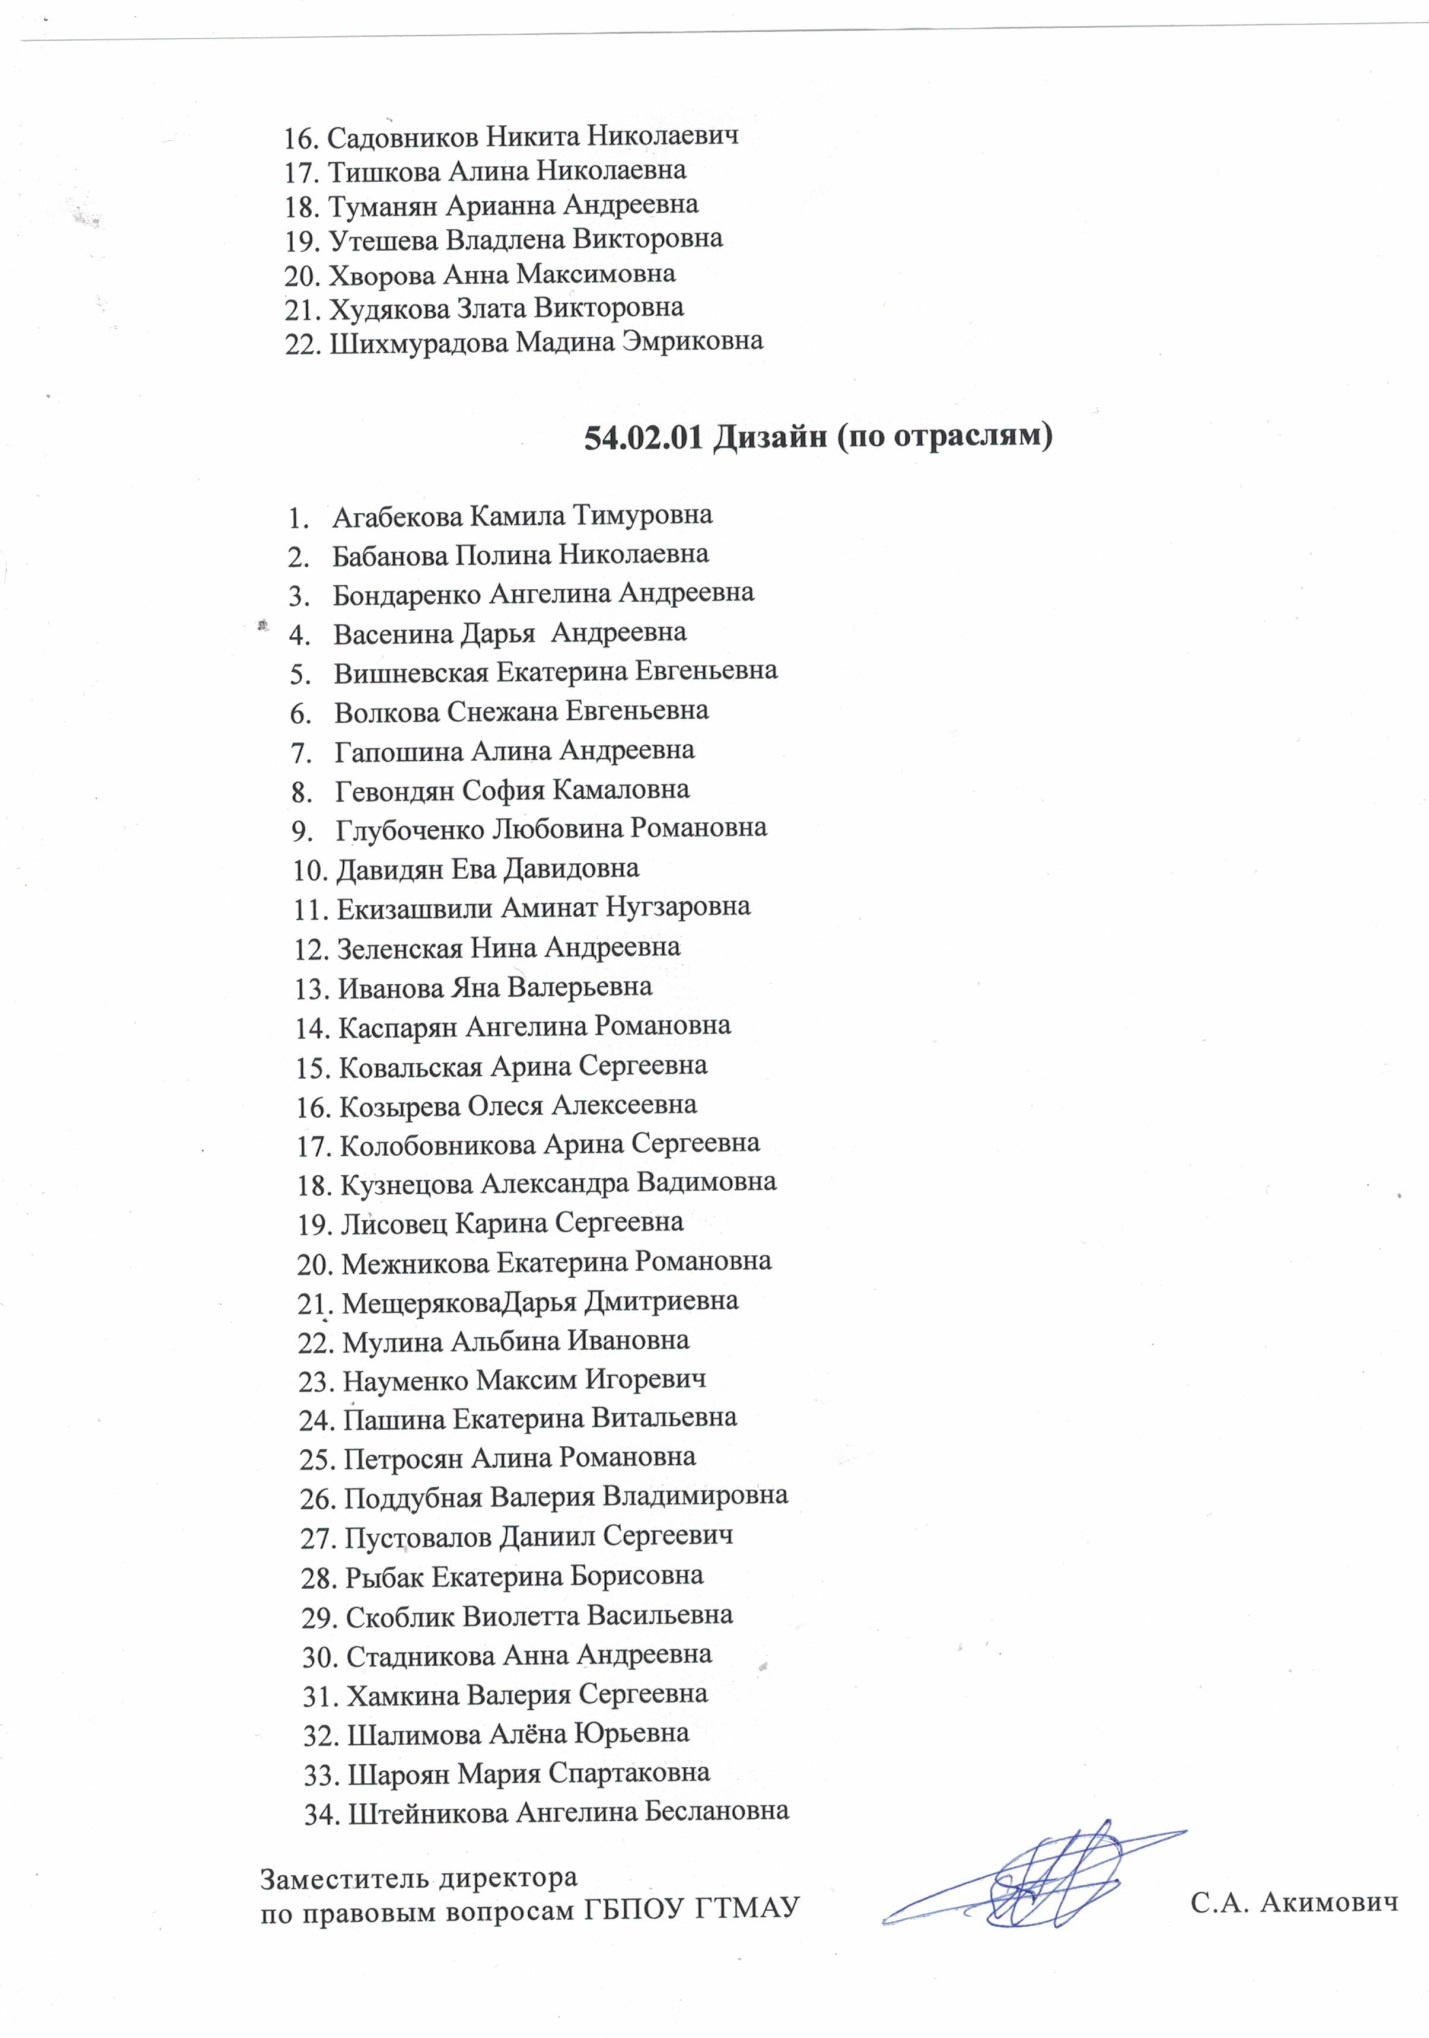 16. Садовников Никита Николаевич
17. Тишкова Алина Николаевна
18. Туманян Арианна Андреевна
19. Утешева Владлена Викторовна
20. Хворова Анна Максимовна
21. Худякова Злата Викторовна
22. Шихмурадова Мадина Эмриковна
54.02.01 Дизайн (по отраслям)
1. Агабекова Камила Тимуровна
2. Бабанова Полина Николаевна
3. Бондаренко Ангелина Андреевна
4. Васенина Дарья Андреевна
5. Вишневская Екатерина Евгеньевна
6. Волкова Снежана Евгеньевна
7. Гапошина Алина Андреевна
8. Гевондян София Камаловна
9. Глубоченко Любовина Романовна
10. Давидян Ева Давидовна
11. Екизашвили Аминат Нугзаровна
12. Зеленская Нина Андреевна
13. Иванова Яна Валерьевна
14. Каспарян Ангелина Романовна
15. Ковальская Арина Сергеевна
16. Козырева Олеся Алексеевна
17. Колобовникова Арина Сергеевна
18. Кузнецова Александра Вадимовна
19. Лисовец Карина Сергеевна
20. Межникова Екатерина Романовна
21. МещеряковаДарья Дмитриевна
22. Мулина Альбина Ивановна
23. Науменко Максим Игоревич
24. Пашина Екатерина Витальевна
25. Петросян Алина Романовна
26. Поддубная Валерия Владимировна
27. Пустовалов Даниил Сергеевич
28. Рыбак Екатерина Борисовна
29. Скоблик Виолетта Васильевна
30. Стадникова Анна Андреевна
31. Хамкина Валерия Сергеевна
32. Шалимова Алёна Юрьевна
33. Шароян Мария Спартаковна
34. Штейникова Ангелина Беслановна
Заместитель директора
по правовым вопросам ГБПОУ ГТМАУ С.А. Акимович